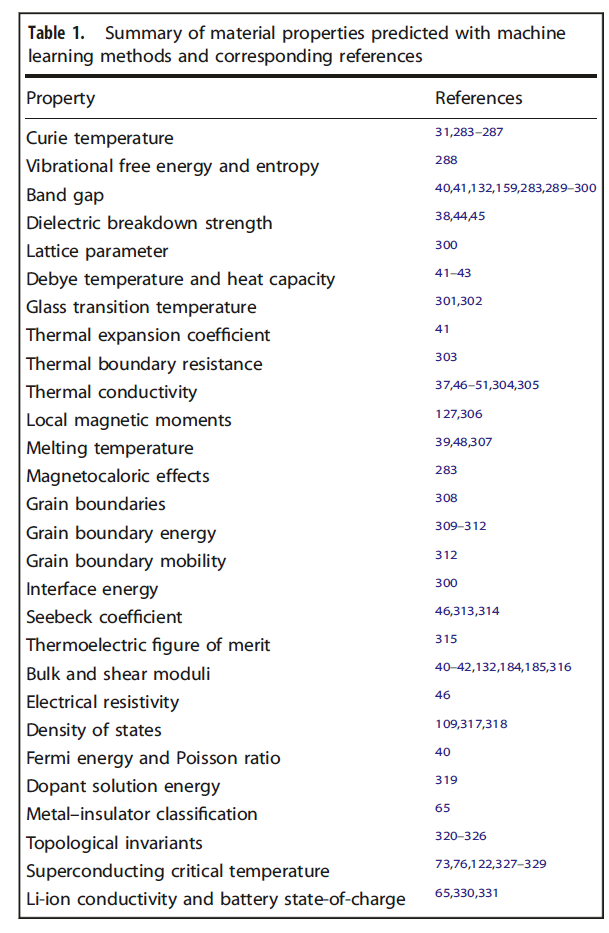 Table 1. Summary of material properties predicted with machine
learning methods and corresponding references
Property References
Curie temperature 31,283–287
Vibrational free energy and entropy 288
Band gap 40,41,132,159,283,289–300
Dielectric breakdown strength 38,44,45
Lattice parameter 300
Debye temperature and heat capacity 41–43
Glass transition temperature 301,302
Thermal expansion coefficient 41
Thermal boundary resistance 303
Thermal conductivity 37,46–51,304,305
Local magnetic moments 127,306
Melting temperature 39,48,307
Magnetocaloric effects 283
Grain boundaries 308
Grain boundary energy 309–312
Grain boundary mobility 312
Interface energy 300
Seebeck coefficient 46,313,314
Thermoelectric figure of merit 315
Bulk and shear moduli 40–42,132,184,185,316
Electrical resistivity 46
Density of states 109,317,318
Fermi energy and Poisson ratio 40
Dopant solution energy 319
Metal–insulator classification 65
Topological invariants 320–326
Superconducting critical temperature 73,76,122,327–329
Li-ion conductivity and battery state-of-charge 65,330,331